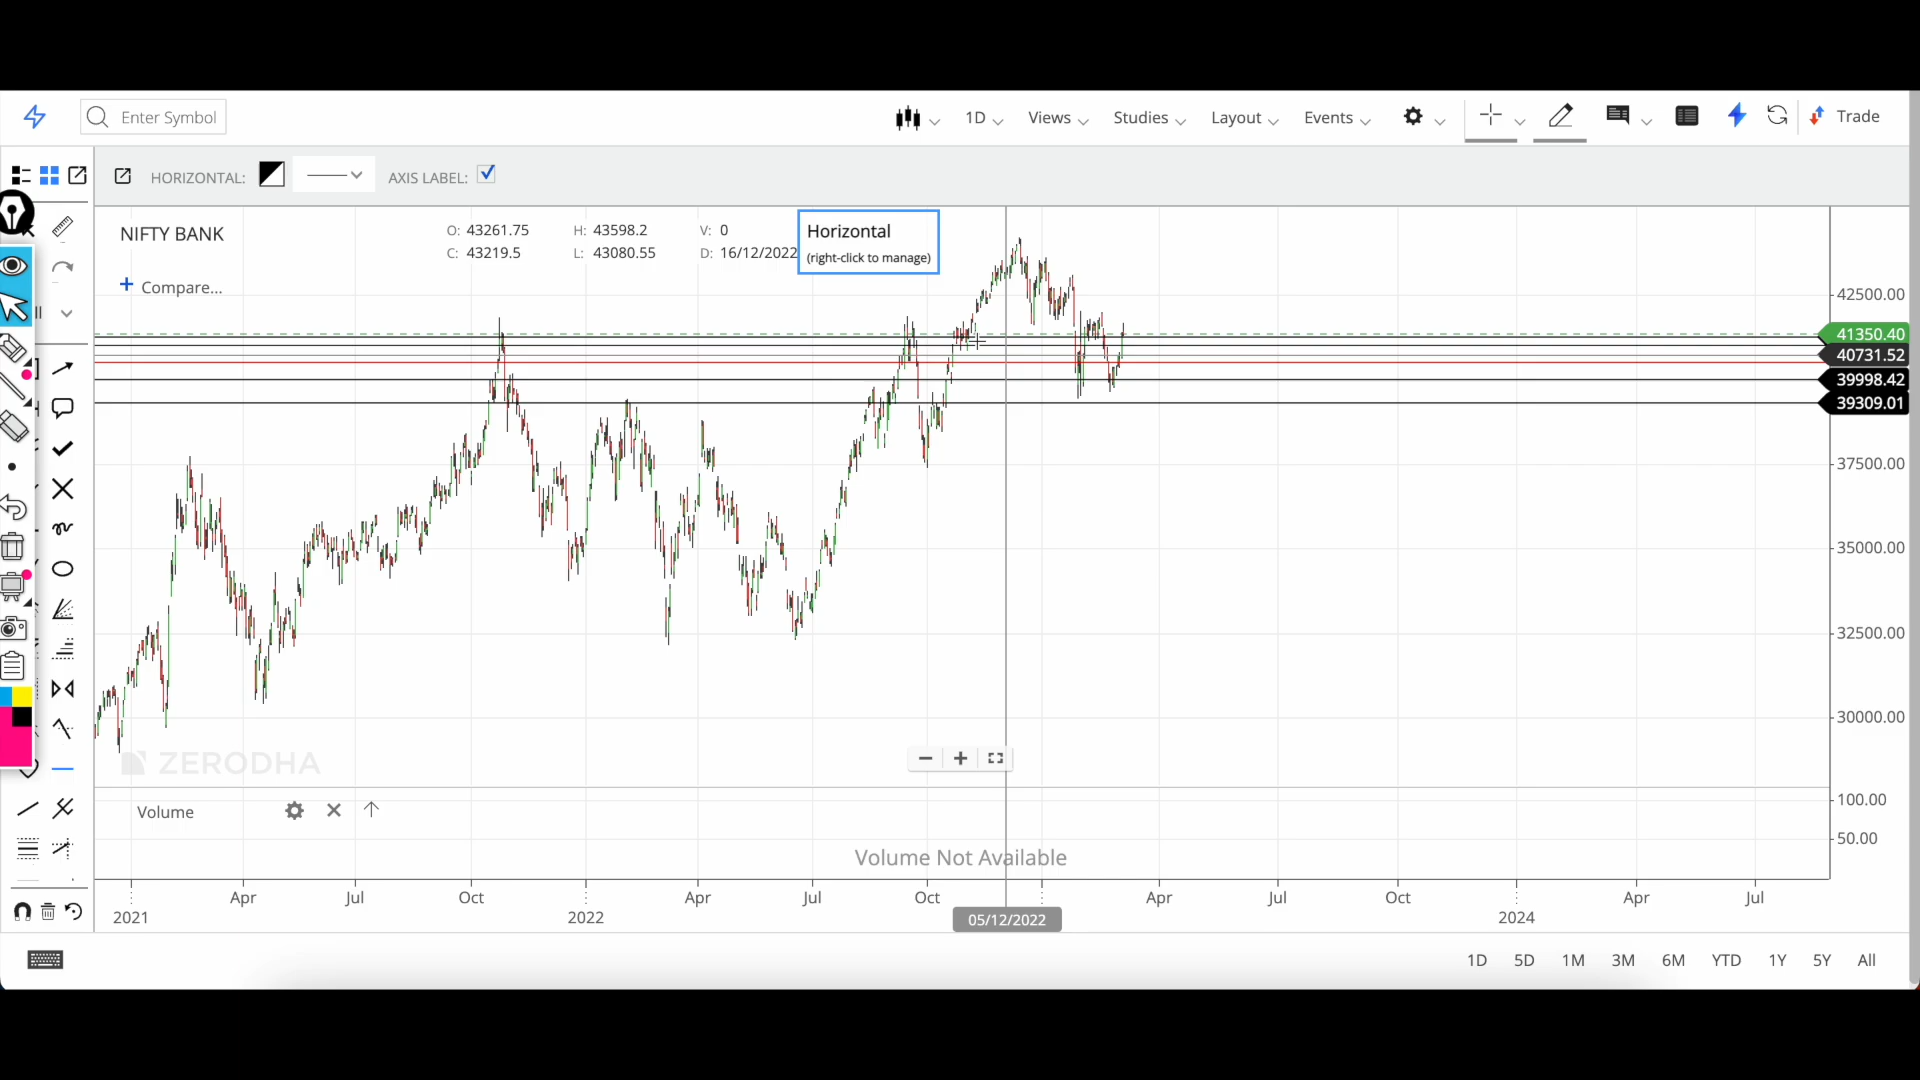 Enter Symbol
1D
Views
Studies
Layout
Events
Trade
HORIZONTAL:
AXIS LABEL:
NIFTY BANK
O: 43261.75 H: 43598.2 V: 0
C: 43219.5 L: 43080.55 D: 16/12/2022
Horizontal
(right-click to manage)
+ Compare...
42500.00
41350.40
40731.52
39998.42
39309.01
37500.00
35000.00
32500.00
30000.00
ZERODHA
Volume
100.00
50.00
Volume Not Available
Apr Jul Oct Apr Jul Oct Apr Jul Oct Apr Jul
2021 2022 05/12/2022 2024
1D 5D 1M 3M 6M YTD 1Y 5Y All